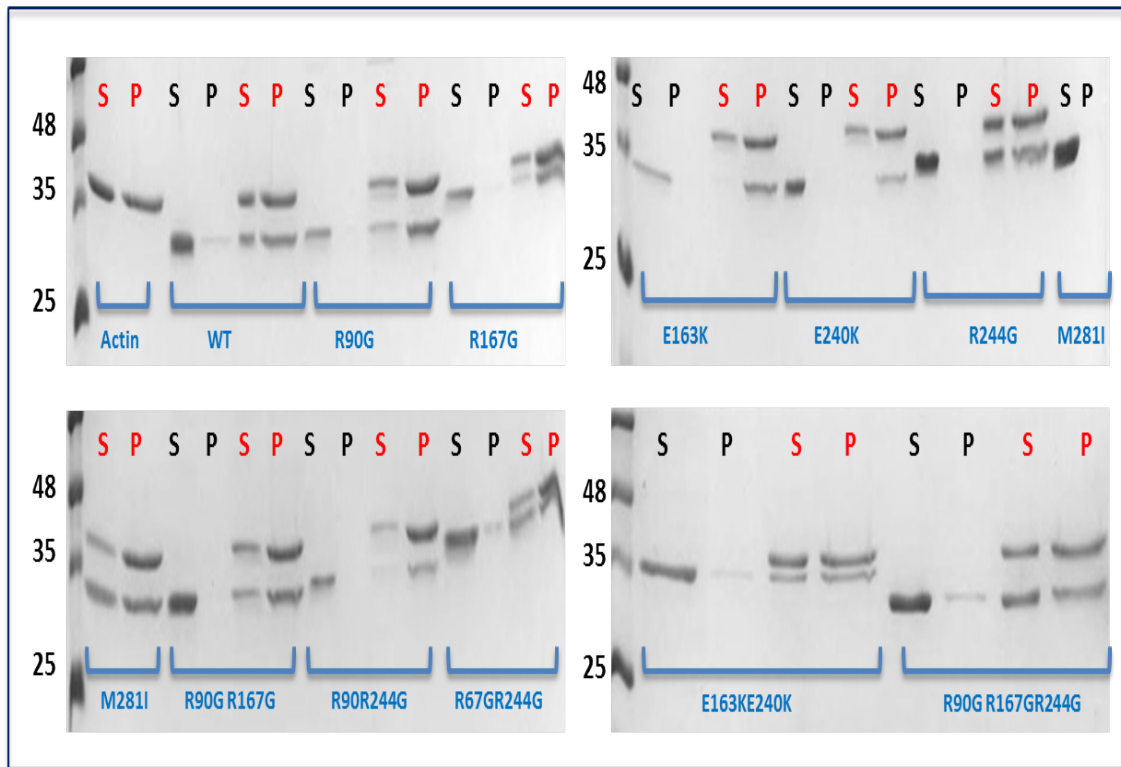 S P S P S P S P S P S P S P
48
35
25
Actin WT R90G R167G
S P S P S P S P S P S P S P
48
35
25
E163K E240K R244G M281I
S P S P S P S P S P S P S P
48
35
25
M281I R90G R167G R90R244G R67GR244G
S P S P S P S P
48
35
25
E163KE240K R90G R167GR244G